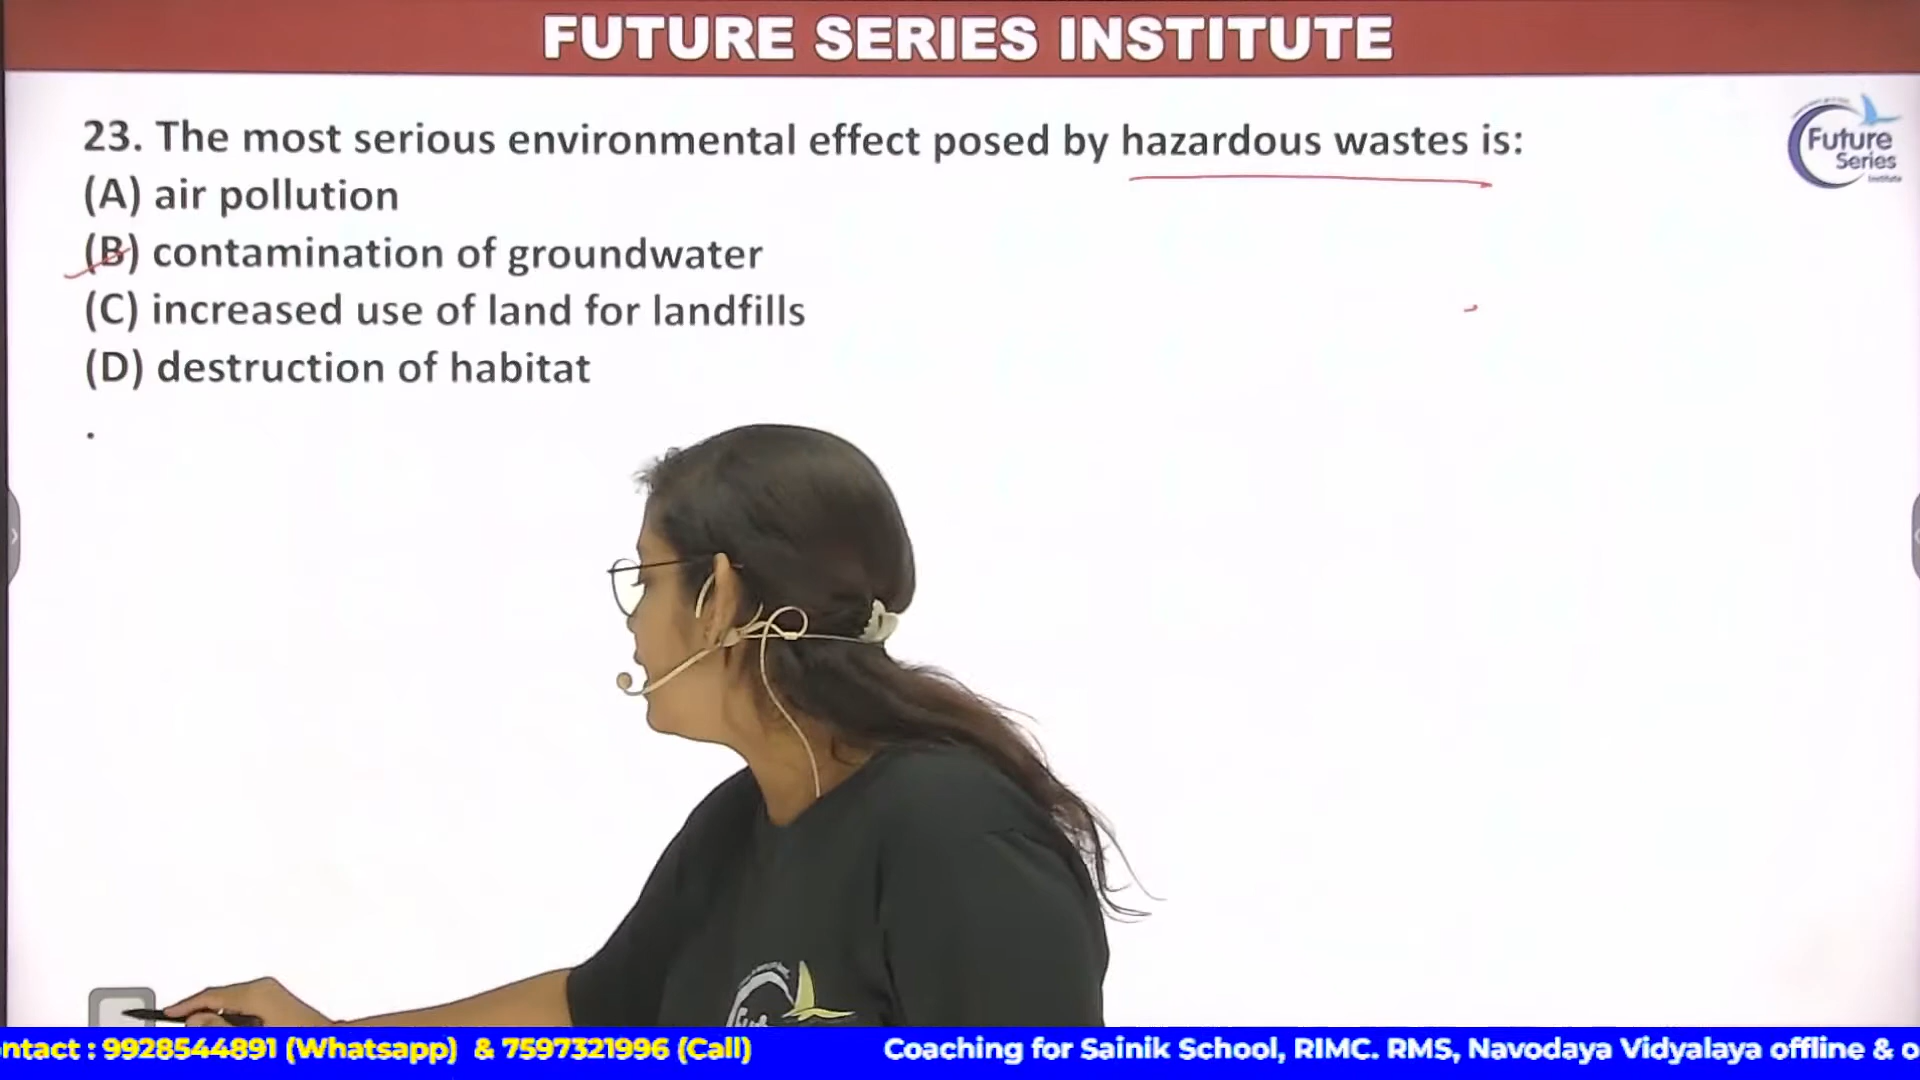 FUTURE SERIES INSTITUTE
Future
Series
Institute
23. The most serious environmental effect posed by hazardous wastes is:
(A) air pollution
(B) contamination of groundwater
(C) increased use of land for landfills
(D) destruction of habitat
.
ntact : 9928544891 (Whatsapp) & 7597321996 (Call) Coaching for Sainik School, RIMC. RMS, Navodaya Vidyalaya offline & o